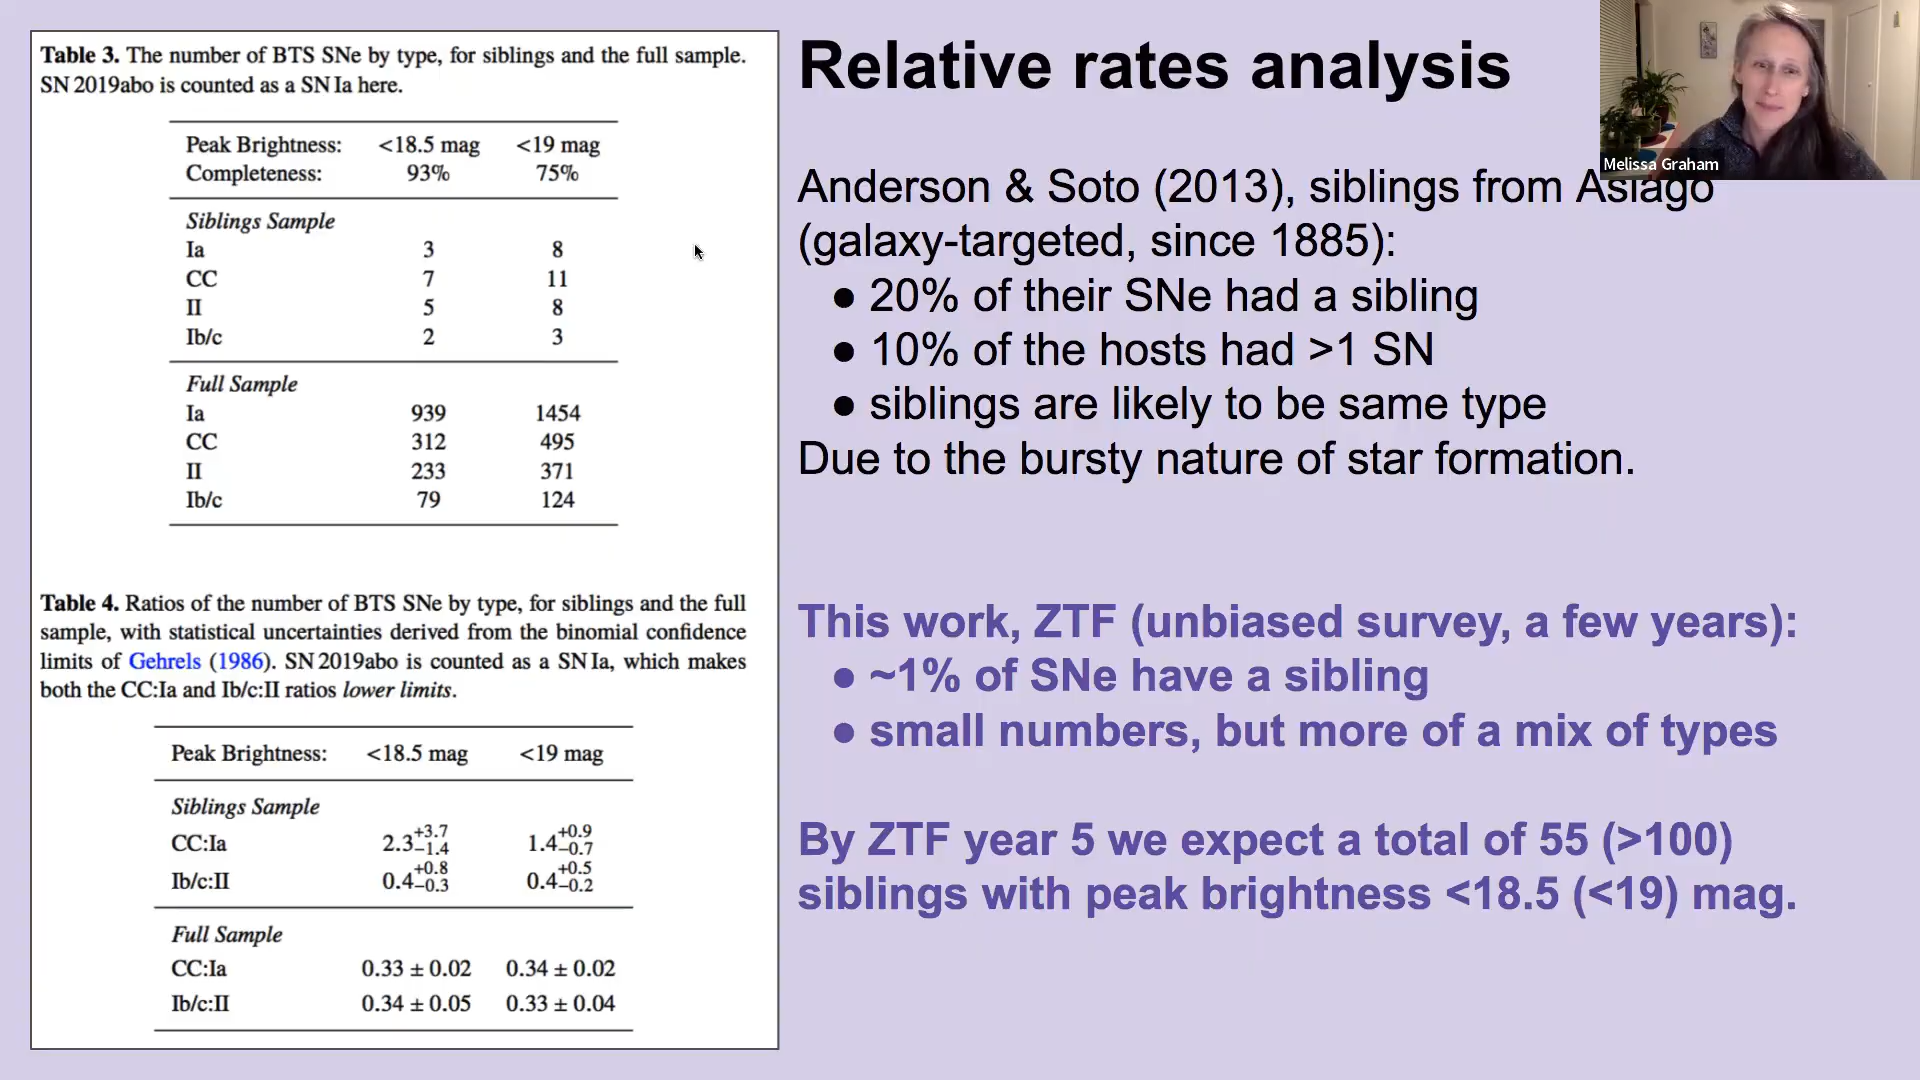 Table 3. The number of BTS SNe by type, for siblings and the full sample.
SN 2019abo is counted as a SN Ia here.
Peak Brightness: <18.5 mag <19 mag
Completeness: 93% 75%
Siblings Sample
Ia 3 8
CC 7 11
II 5 8
Ib/c 2 3
Full Sample
Ia 939 1454
CC 312 495
II 233 371
Ib/c 79 124
Table 4. Ratios of the number of BTS SNe by type, for siblings and the full
sample, with statistical uncertainties derived from the binomial confidence
limits of Gehrels (1986). SN 2019abo is counted as a SN Ia, which makes
both the CC:Ia and Ib/c:II ratios lower limits.
Peak Brightness: <18.5 mag <19 mag
Siblings Sample
CC:Ia 2.3+3.7−1.4 1.4+0.9−0.7
Ib/c:II 0.4+0.8−0.3 0.4+0.5−0.2
Full Sample
CC:Ia 0.33 ± 0.02 0.34 ± 0.02
Ib/c:II 0.34 ± 0.05 0.33 ± 0.04
Relative rates analysis
Melissa Graham
Anderson & Soto (2013), siblings from Asiago
(galaxy-targeted, since 1885):
● 20% of their SNe had a sibling
● 10% of the hosts had >1 SN
● siblings are likely to be same type
Due to the bursty nature of star formation.
This work, ZTF (unbiased survey, a few years):
● ~1% of SNe have a sibling
● small numbers, but more of a mix of types
By ZTF year 5 we expect a total of 55 (>100)
siblings with peak brightness <18.5 (<19) mag.